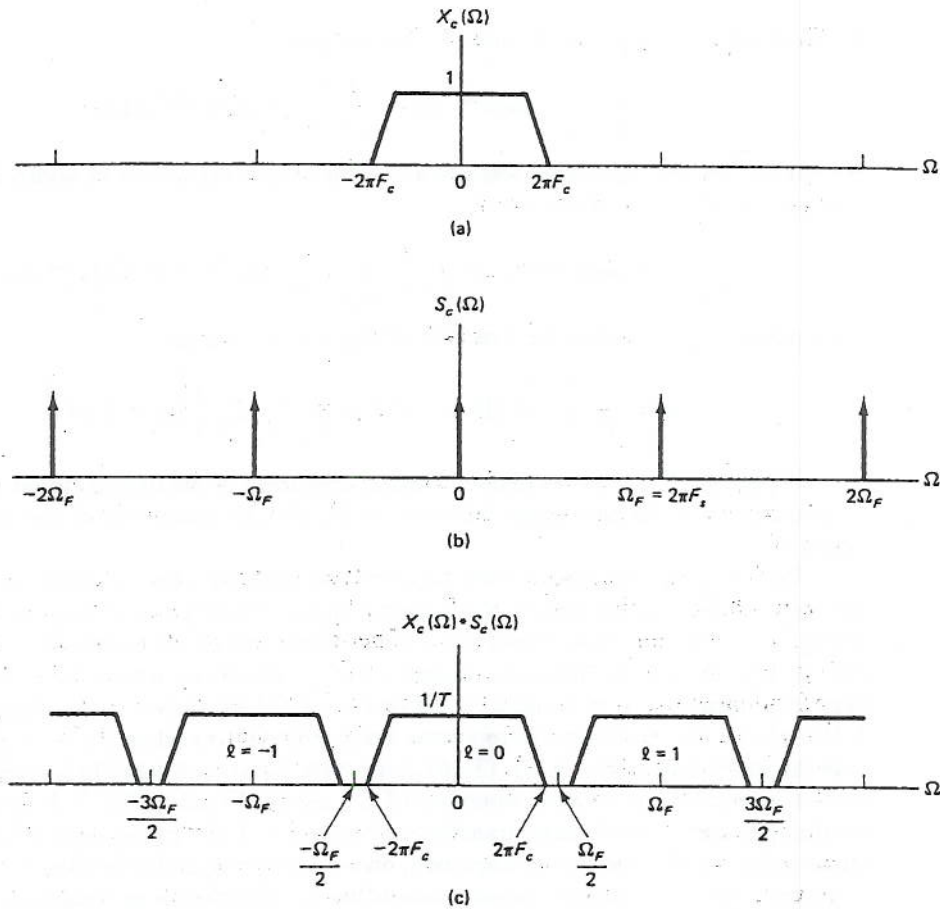 X_c(Ω)
1
-2πF_c 0 2πF_c Ω
(a)
S_c(Ω)
-2Ω_F -Ω_F 0 Ω_F = 2πF_s 2Ω_F Ω
(b)
X_c(Ω)*S_c(Ω)
1/T
ℓ = -1 ℓ = 0 ℓ = 1
-3Ω_F/2 -Ω_F 0 Ω_F 3Ω_F/2 Ω
-Ω_F/2 -2πF_c 2πF_c Ω_F/2
(c)